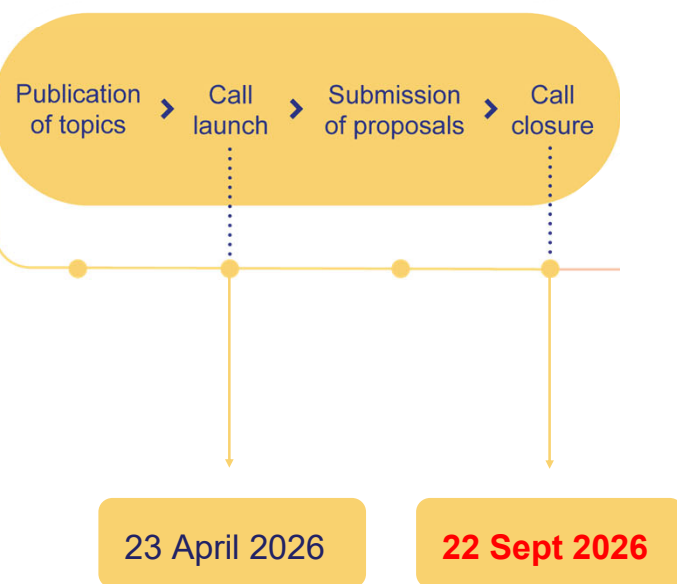 Publication
of topics
Call
launch
Submission
of proposals
Call
closure
23 April 2026
22 Sept 2026